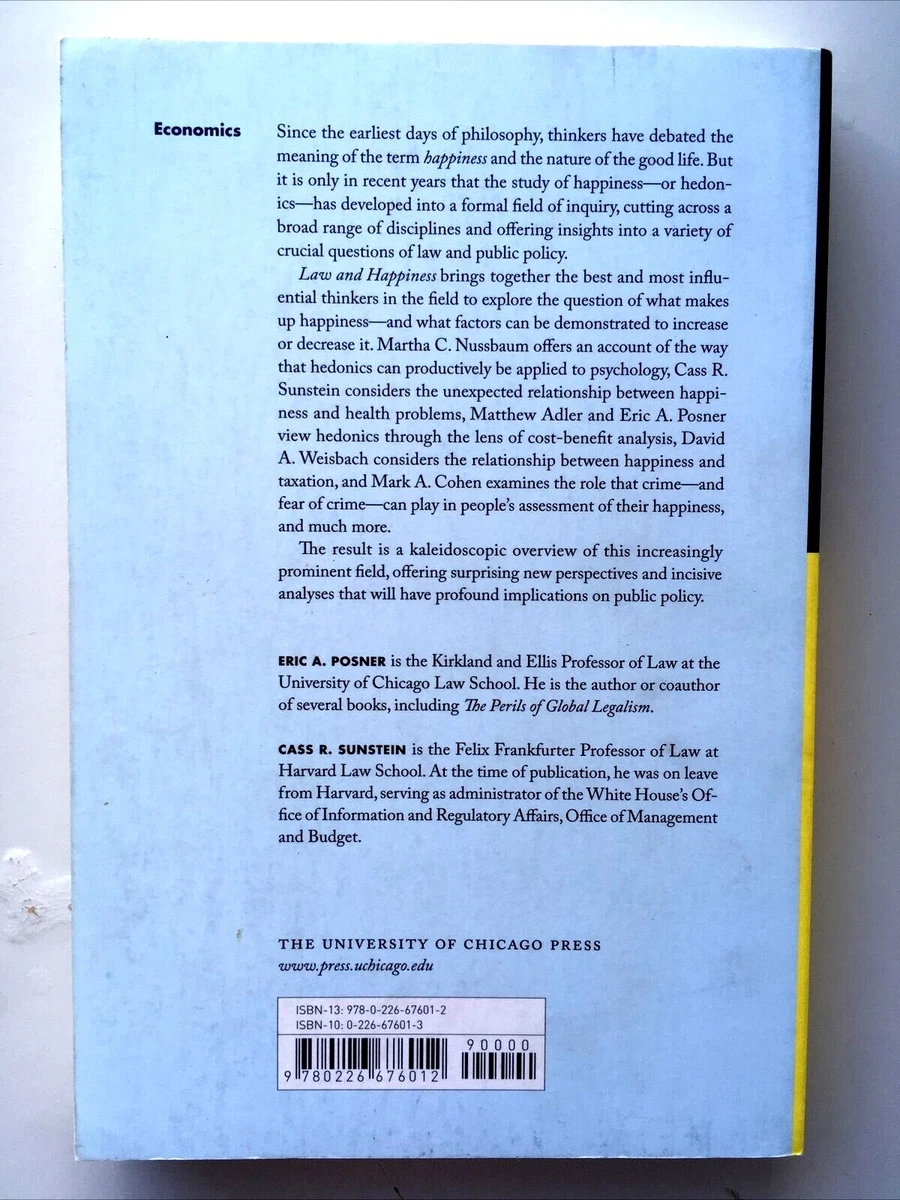 Economics
Since the earliest days of philosophy, thinkers have debated the
meaning of the term happiness and the nature of the good life. But
it is only in recent years that the study of happiness—or hedon-
ics—has developed into a formal field of inquiry, cutting across a
broad range of disciplines and offering insights into a variety of
crucial questions of law and public policy.
Law and Happiness brings together the best and most influ-
ential thinkers in the field to explore the question of what makes
up happiness—and what factors can be demonstrated to increase
or decrease it. Martha C. Nussbaum offers an account of the way
that hedonics can productively be applied to psychology, Cass R.
Sunstein considers the unexpected relationship between happi-
ness and health problems, Matthew Adler and Eric A. Posner
view hedonics through the lens of cost-benefit analysis, David
A. Weisbach considers the relationship between happiness and
taxation, and Mark A. Cohen examines the role that crime—and
fear of crime—can play in people's assessment of their happiness,
and much more.
The result is a kaleidoscopic overview of this increasingly
prominent field, offering surprising new perspectives and incisive
analyses that will have profound implications on public policy.
ERIC A. POSNER is the Kirkland and Ellis Professor of Law at the
University of Chicago Law School. He is the author or coauthor
of several books, including The Perils of Global Legalism.
CASS R. SUNSTEIN is the Felix Frankfurter Professor of Law at
Harvard Law School. At the time of publication, he was on leave
from Harvard, serving as administrator of the White House's Of-
fice of Information and Regulatory Affairs, Office of Management
and Budget.
THE UNIVERSITY OF CHICAGO PRESS
www.press.uchicago.edu
ISBN-13: 978-0-226-67601-2
ISBN-10: 0-226-67601-3
90000
9 780226 676012